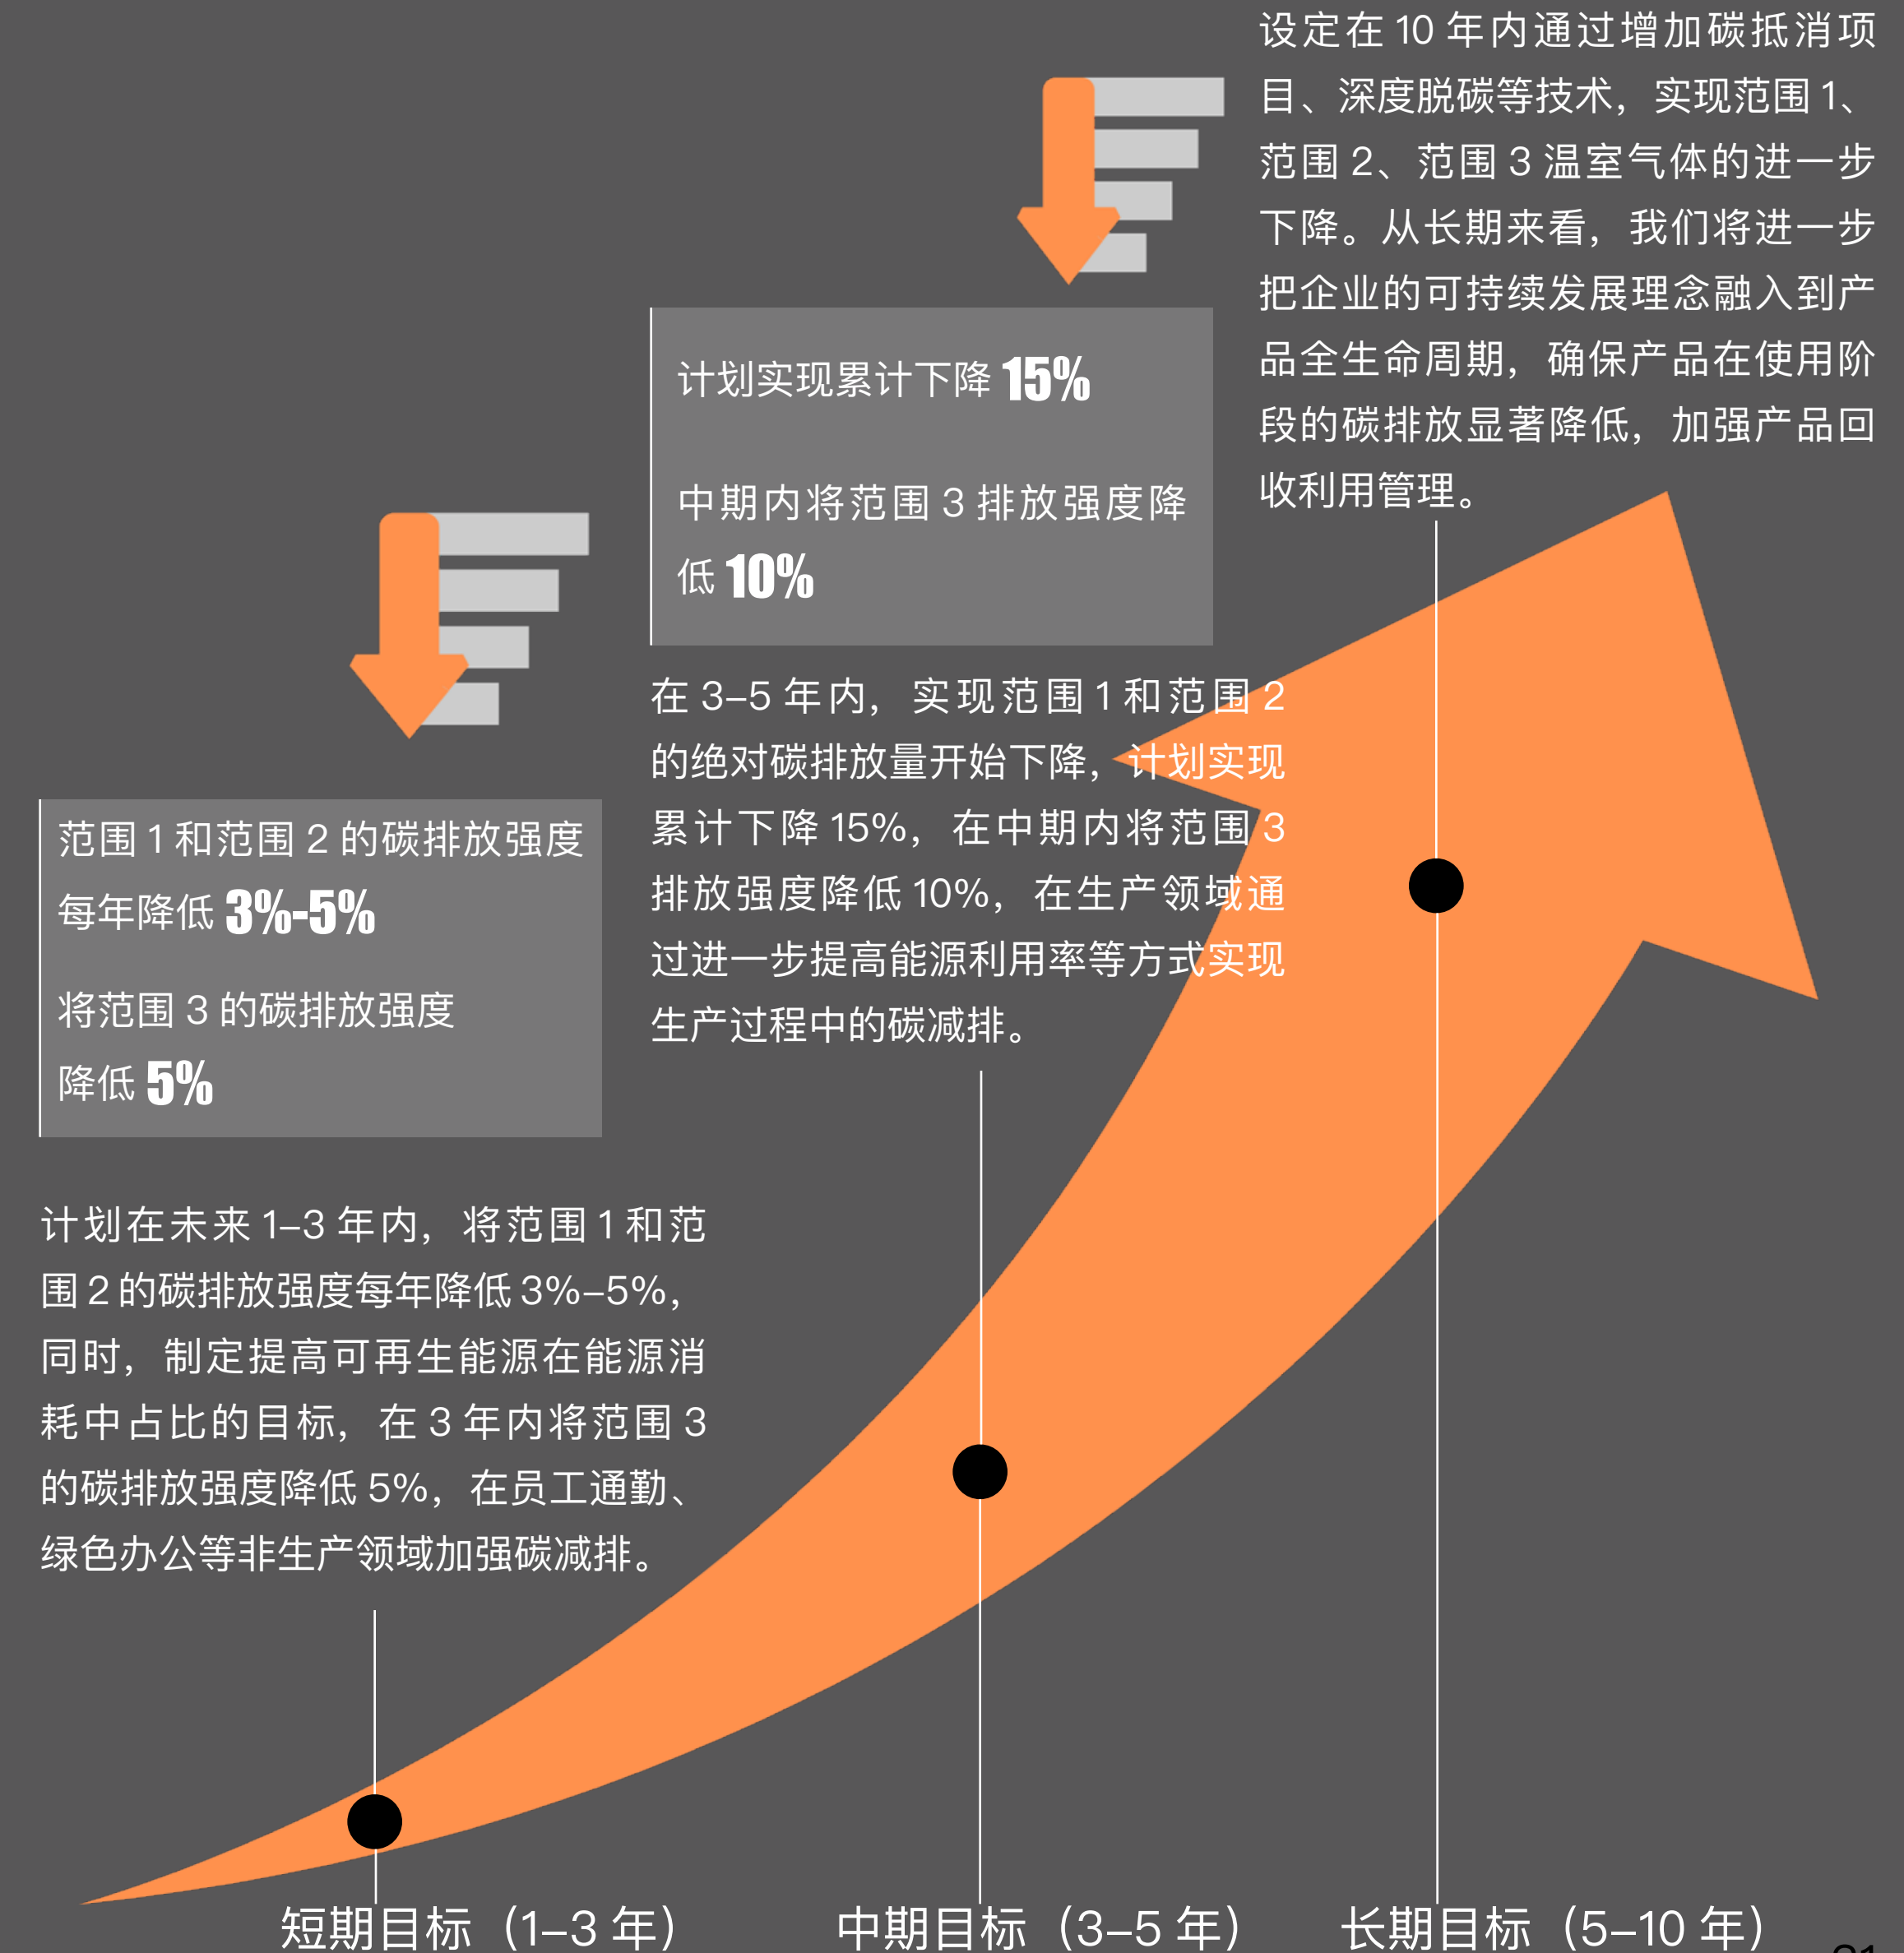 设定在 10 年内通过增加碳抵消项
目、深度脱碳等技术，实现范围 1、
范围 2、范围 3 温室气体的进一步
下降。从长期来看，我们将进一步
把企业的可持续发展理念融入到产
品全生命周期，确保产品在使用阶
段的碳排放显著降低，加强产品回
收利用管理。
计划实现累计下降 15%
中期内将范围 3 排放强度降
低 10%
在 3–5 年内，实现范围 1 和范围 2
的绝对碳排放量开始下降，计划实现
累计下降 15%，在中期内将范围 3
排放强度降低 10%，在生产领域通
过进一步提高能源利用率等方式实现
生产过程中的碳减排。
范围 1 和范围 2 的碳排放强度
每年降低 3%-5%
将范围 3 的碳排放强度
降低 5%
计划在未来 1–3 年内，将范围 1 和范
围 2 的碳排放强度每年降低 3%–5%，
同时，制定提高可再生能源在能源消
耗中占比的目标，在 3 年内将范围 3
的碳排放强度降低 5%，在员工通勤、
绿色办公等非生产领域加强碳减排。
短期目标（1–3 年）
中期目标（3–5 年）
长期目标（5–10 年）